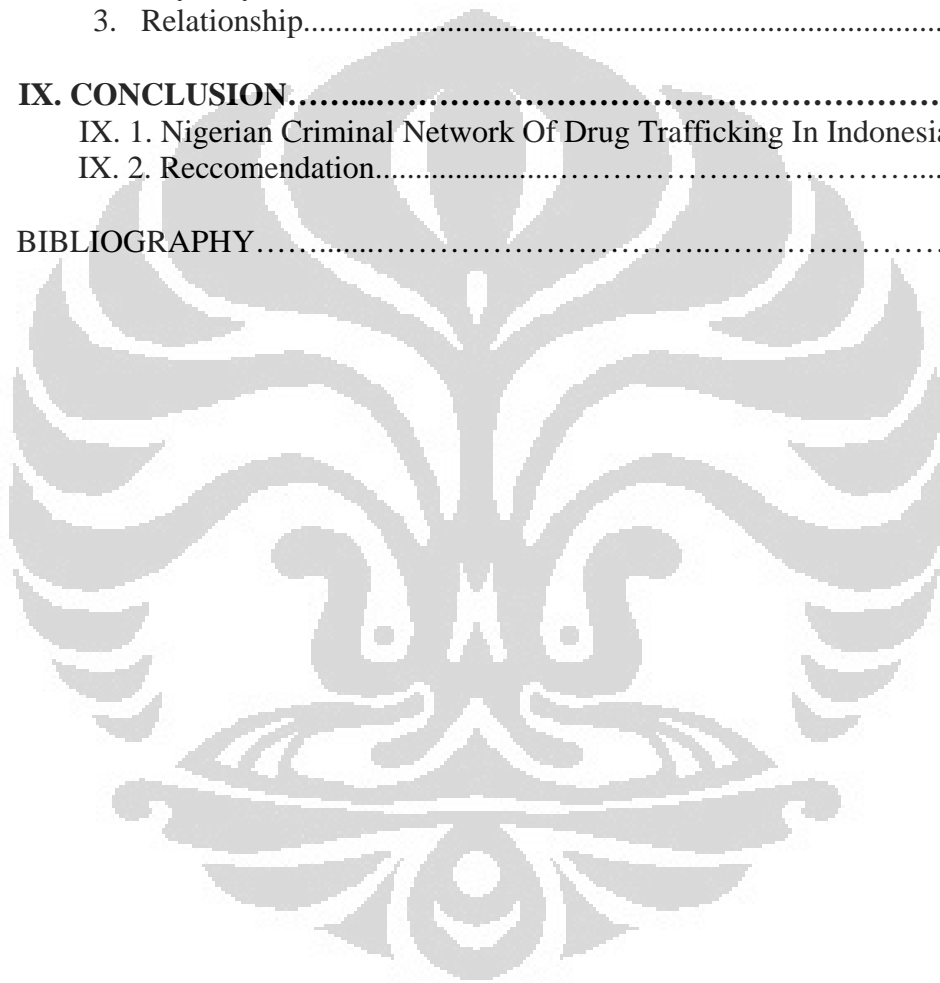 3. Relationship................................................................................
IX. CONCLUSION……...……………………………………………………
IX. 1. Nigerian Criminal Network Of Drug Trafficking In Indonesia
IX. 2. Reccomendation......................…………………………………....
BIBLIOGRAPHY…….....…………………………..……………………